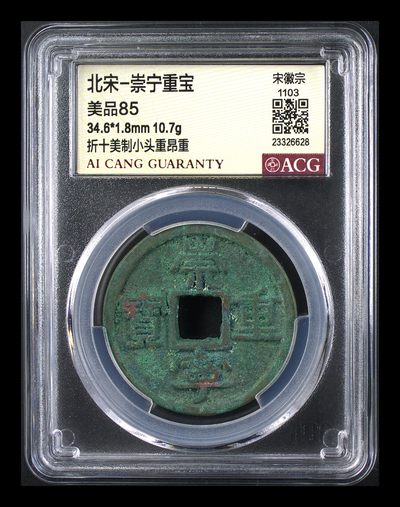 北宋-崇宁重宝
美品85
34.6*1.8mm 10.7g
折十美制小头重昂重
AI CANG GUARANTY
宋徽宗
1103
23326628
ACG
崇
寧
重
寶